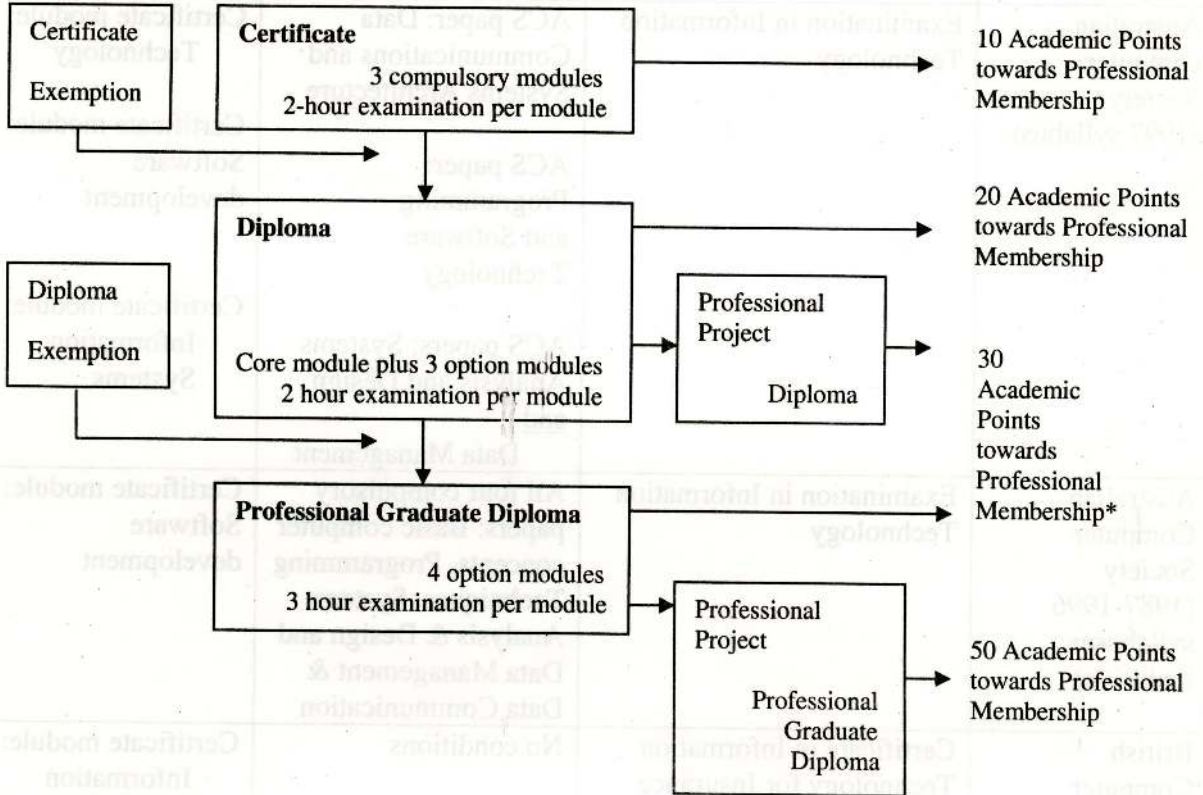 Certificate
Exemption
Certificate
3 compulsory modules
2-hour examination per module
10 Academic Points
towards Professional
Membership
Diploma
Exemption
Diploma
Core module plus 3 option modules
2 hour examination per module
20 Academic Points
towards Professional
Membership
Professional
Project
Diploma
30
Academic
Points
towards
Professional
Membership*
Professional Graduate Diploma
4 option modules
3 hour examination per module
Professional
Project
Professional
Graduate
Diploma
50 Academic Points
towards Professional
Membership